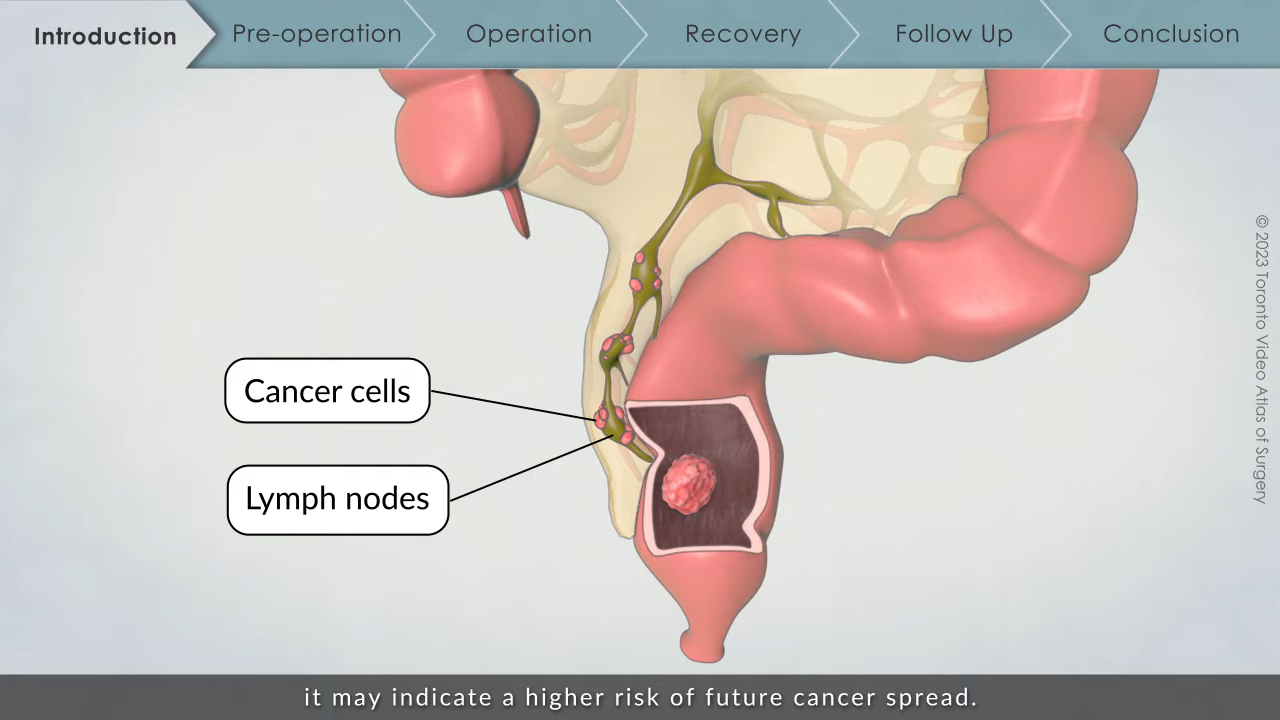 Introduction
Pre-operation
Operation
Recovery
Follow Up
Conclusion
© 2023 Toronto Video Atlas of Surgery
Cancer cells
Lymph nodes
it may indicate a higher risk of future cancer spread.